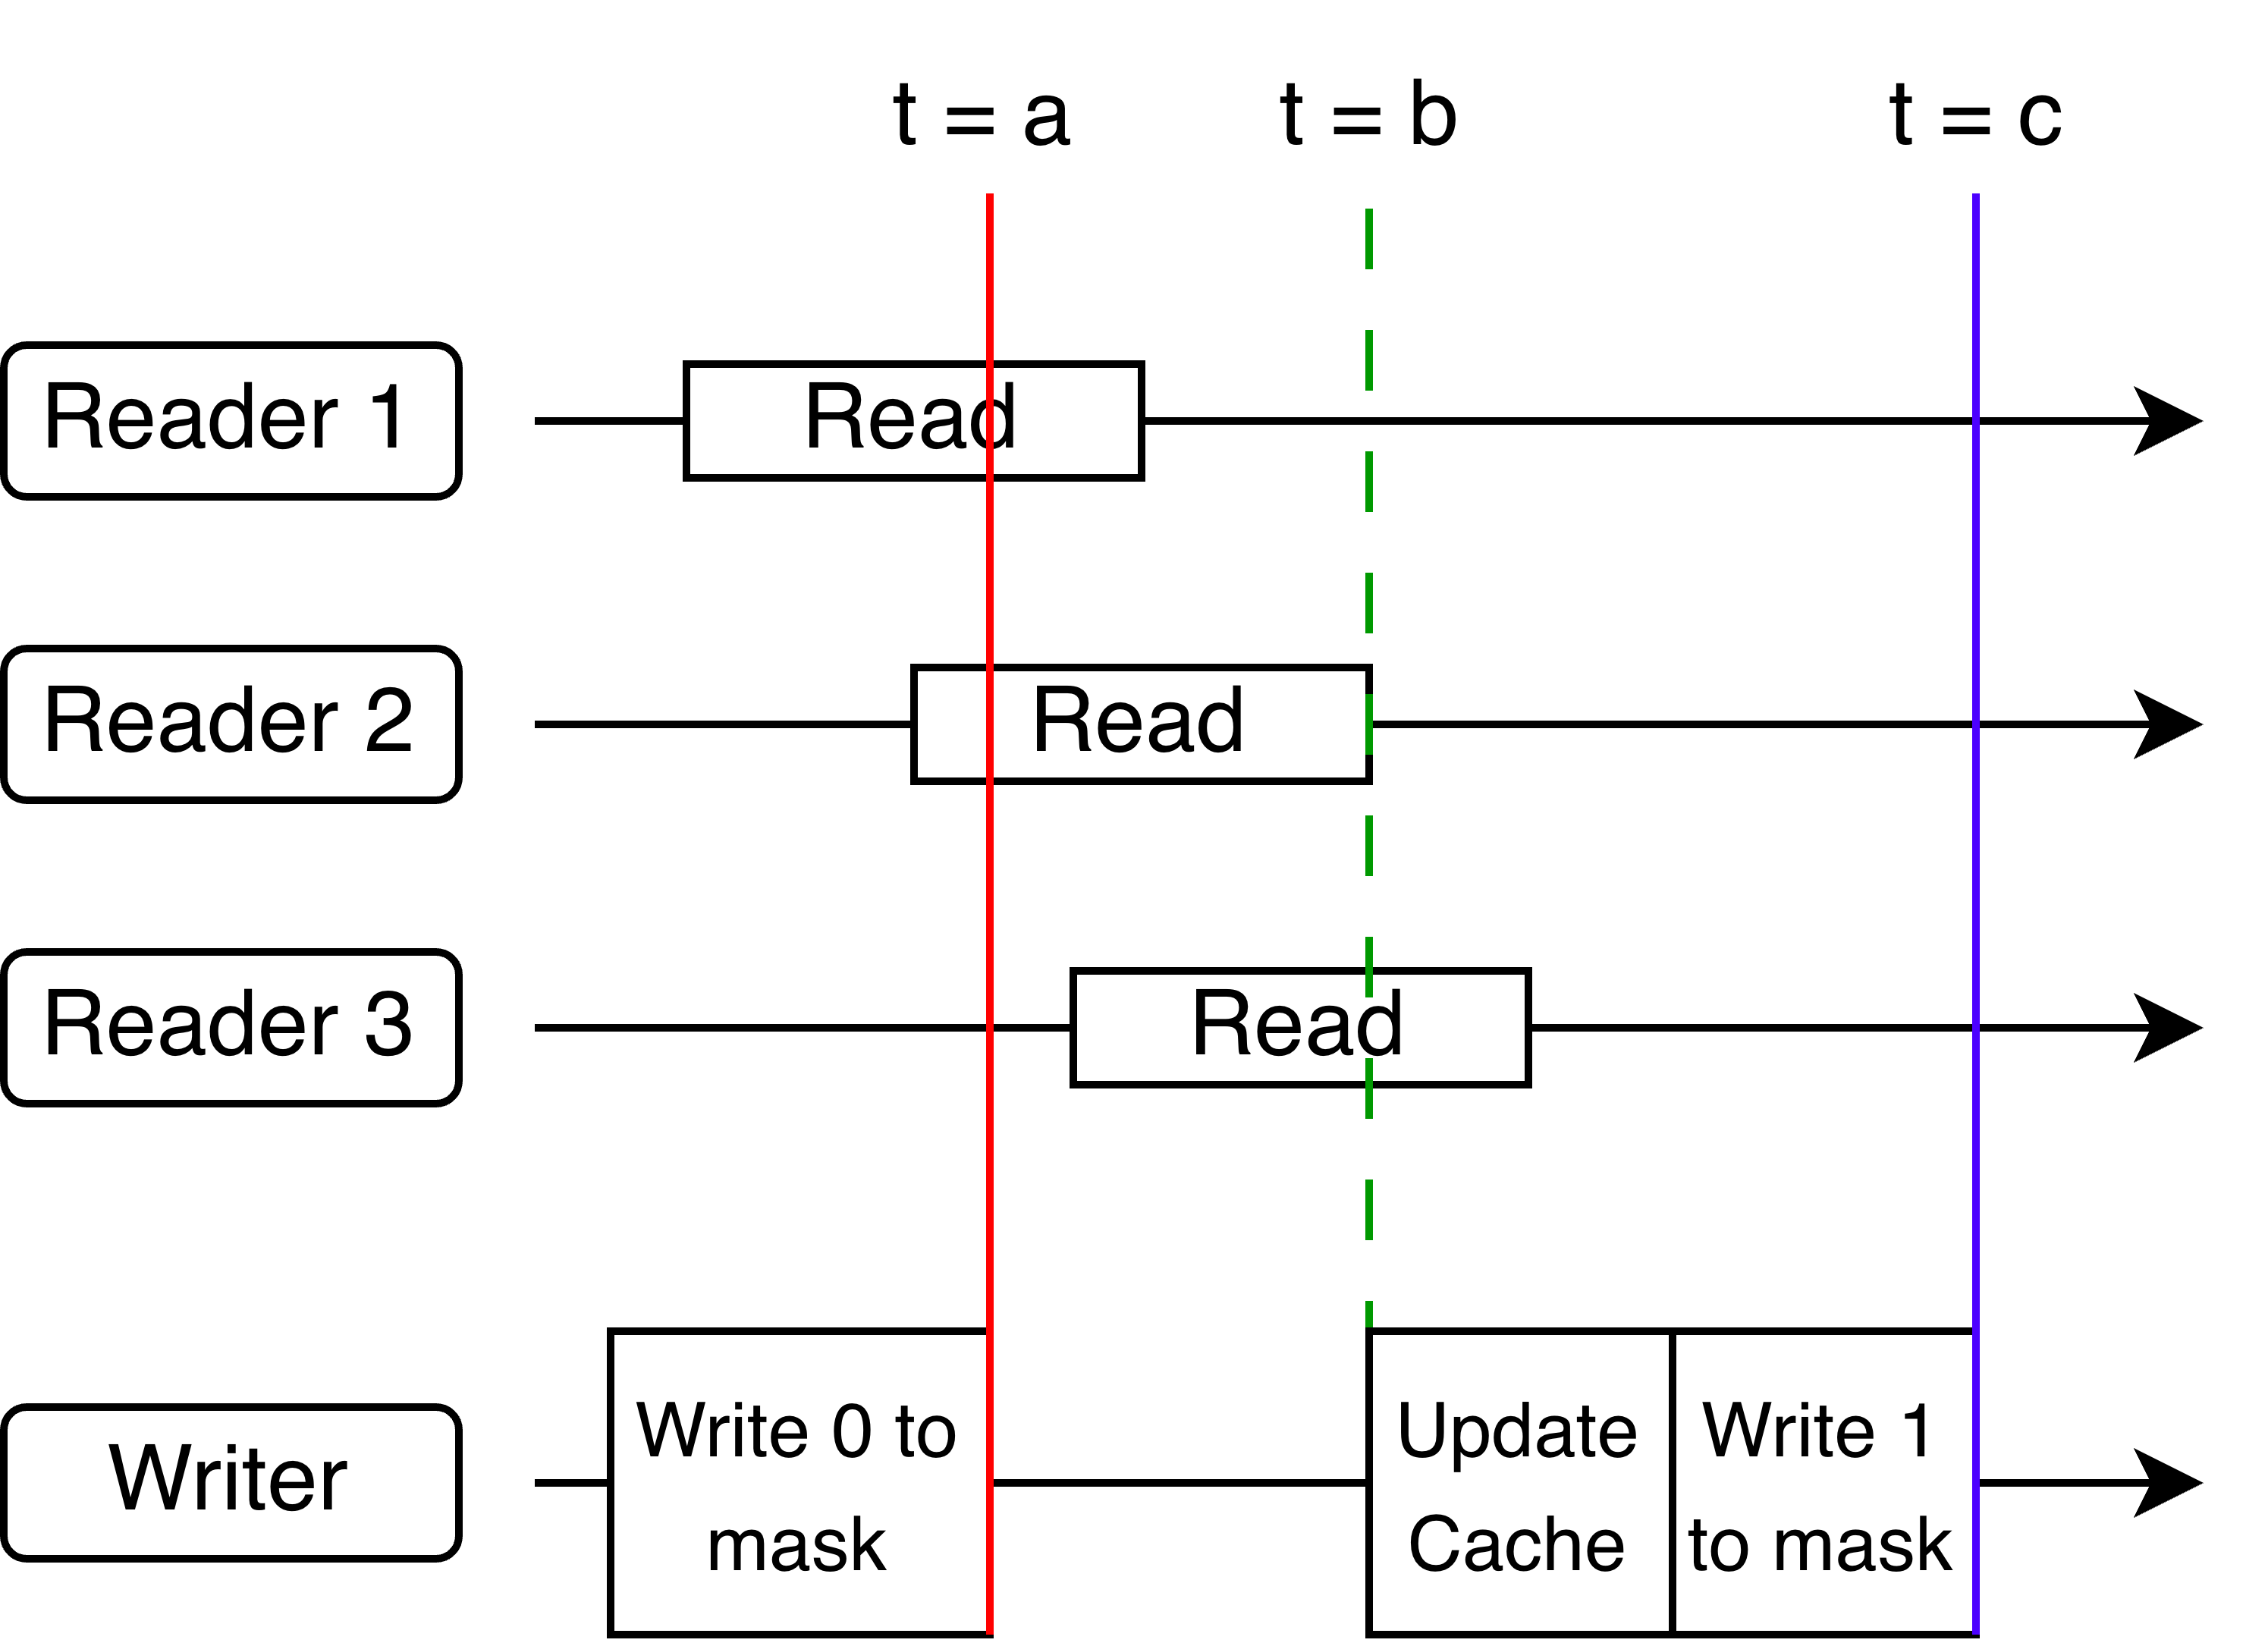 t = a
t = b
t = c
Reader 1
Read
Reader 2
Read
Reader 3
Read
Writer
Write 0 to
mask
Update
Cache
Write 1
to mask